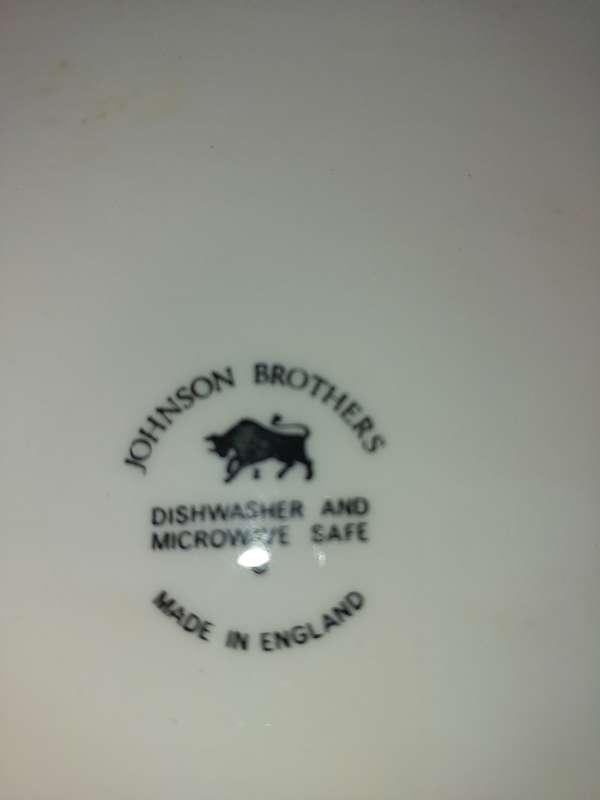 JOHNSON BROTHERS
DISHWASHER AND
MICROWAVE SAFE
MADE IN ENGLAND